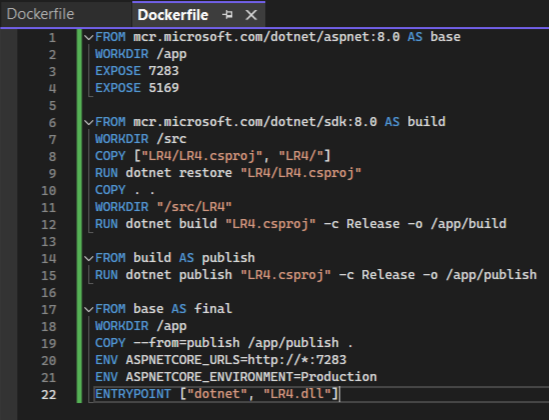 Dockerfile Dockerfile
1 FROM mcr.microsoft.com/dotnet/aspnet:8.0 AS base
2 WORKDIR /app
3 EXPOSE 7283
4 EXPOSE 5169
5
6 FROM mcr.microsoft.com/dotnet/sdk:8.0 AS build
7 WORKDIR /src
8 COPY ["LR4/LR4.csproj", "LR4/"]
9 RUN dotnet restore "LR4/LR4.csproj"
10 COPY . .
11 WORKDIR "/src/LR4"
12 RUN dotnet build "LR4.csproj" -c Release -o /app/build
13
14 FROM build AS publish
15 RUN dotnet publish "LR4.csproj" -c Release -o /app/publish
16
17 FROM base AS final
18 WORKDIR /app
19 COPY --from=publish /app/publish .
20 ENV ASPNETCORE_URLS=http://*:7283
21 ENV ASPNETCORE_ENVIRONMENT=Production
22 ENTRYPOINT ["dotnet", "LR4.dll"]